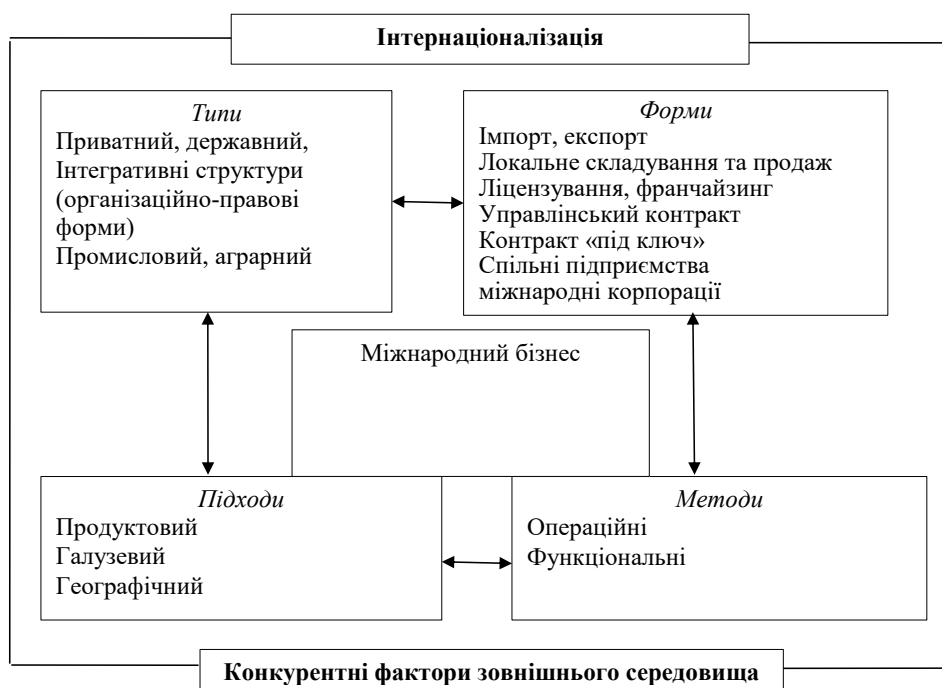 Інтернаціоналізація
Типи
Приватний, державний,
Інтегративні структури
(організаційно-правові
форми)
Промисловий, аграрний
Форми
Імпорт, експорт
Локальне складування та продаж
Ліцензування, франчайзинг
Управлінський контракт
Контракт «під ключ»
Спільні підприємства
міжнародні корпорації
Міжнародний бізнес
Підходи
Продуктовий
Галузевий
Географічний
Методи
Операційні
Функціональні
Конкурентні фактори зовнішнього середовища